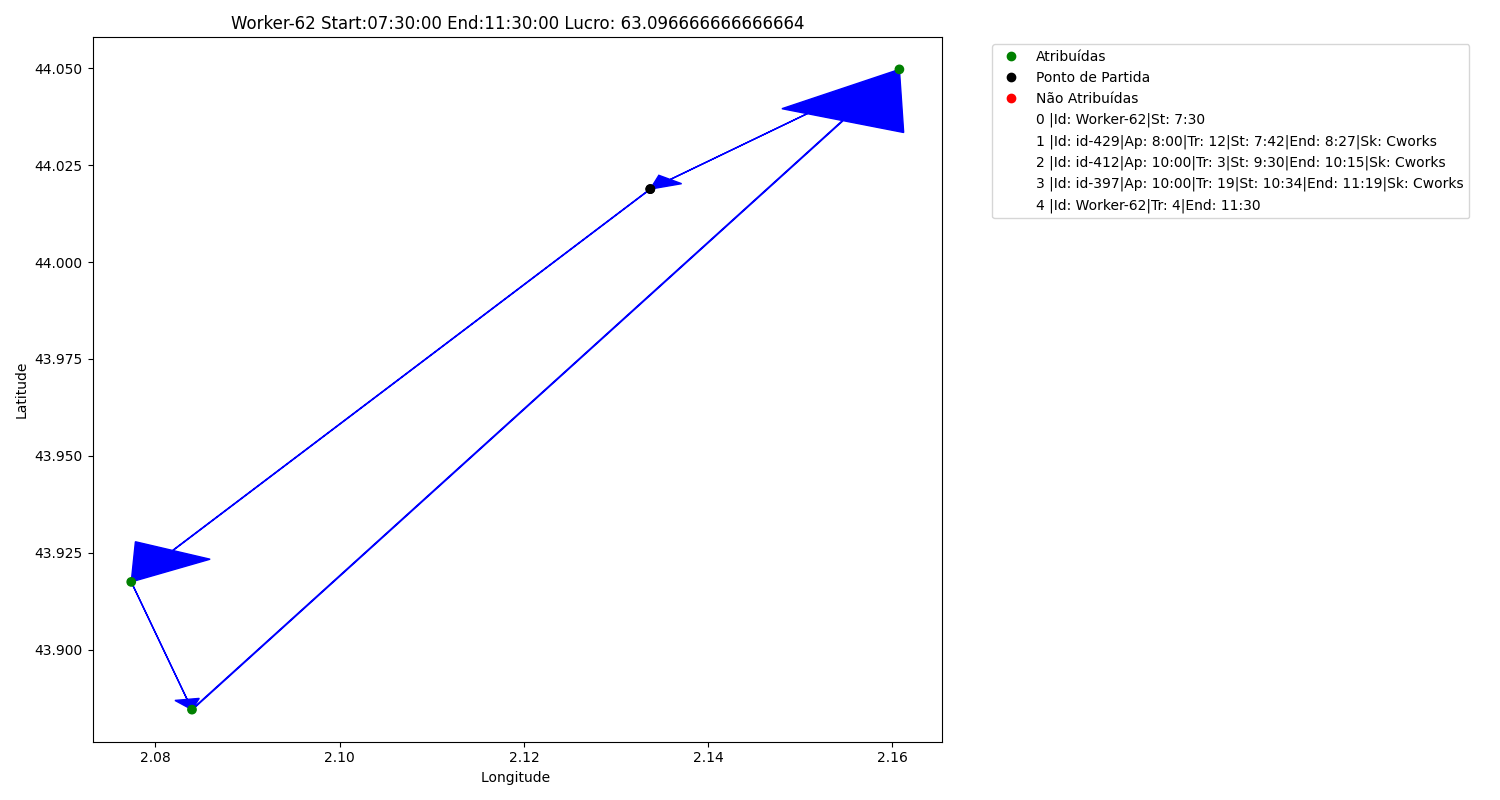 Worker-62 Start:07:30:00 End:11:30:00 Lucro: 63.096666666666664
44.050
44.025
44.000
43.975
43.950
43.925
43.900
Latitude
2.08
2.10
2.12
2.14
2.16
Longitude
Atribuídas
Ponto de Partida
Não Atribuídas
0 |Id: Worker-62|St: 7:30
1 |Id: id-429|Ap: 8:00|Tr: 12|St: 7:42|End: 8:27|Sk: Cworks
2 |Id: id-412|Ap: 10:00|Tr: 3|St: 9:30|End: 10:15|Sk: Cworks
3 |Id: id-397|Ap: 10:00|Tr: 19|St: 10:34|End: 11:19|Sk: Cworks
4 |Id: Worker-62|Tr: 4|End: 11:30